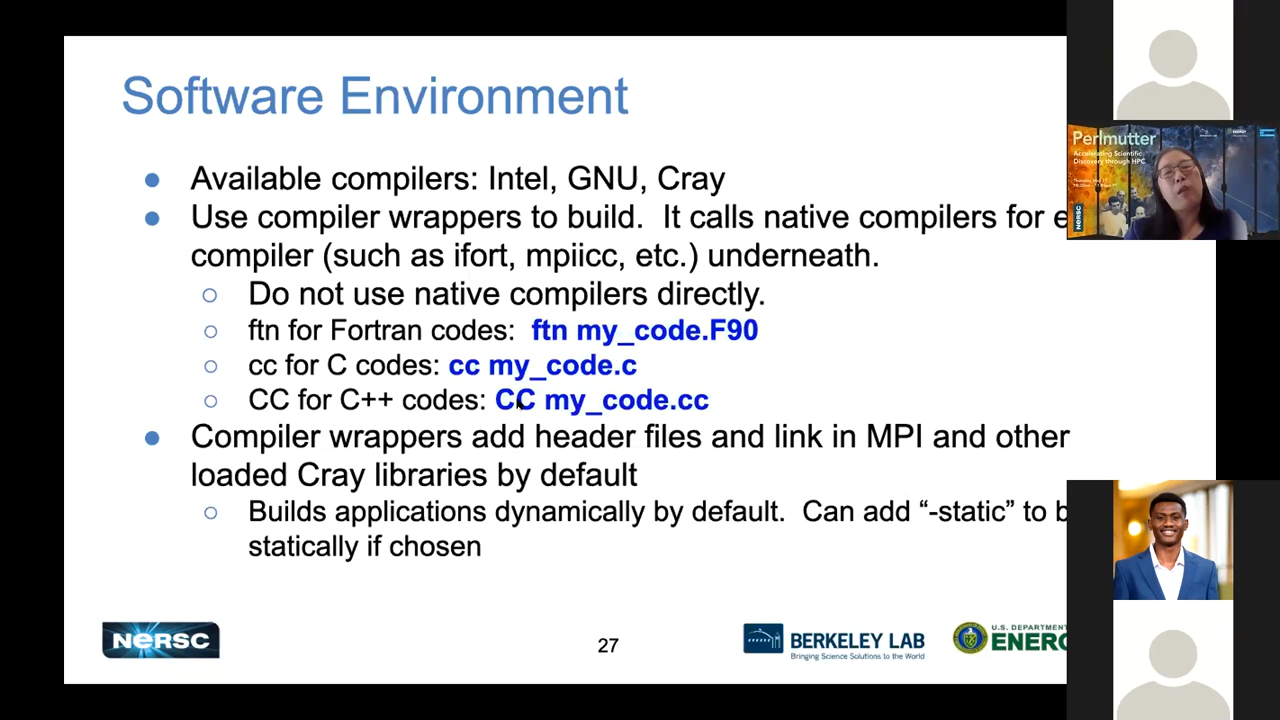 Software Environment
Available compilers: Intel, GNU, Cray
Use compiler wrappers to build. It calls native compilers for
compiler (such as ifort, mpiicc, etc.) underneath.
Do not use native compilers directly.
ftn for Fortran codes: ftn my_code.F90
cc for C codes: cc my_code.c
CC for C++ codes: CC my_code.cc
Compiler wrappers add header files and link in MPI and other
loaded Cray libraries by default
Builds applications dynamically by default. Can add “-static” to
statically if chosen
NERSC
27
BERKELEY LAB
Bringing Science Solutions to the World
U.S. DEPARTMENT
ENERG
Perlmutter
Accelerating Scientific
Discovery through HPC
NERSC